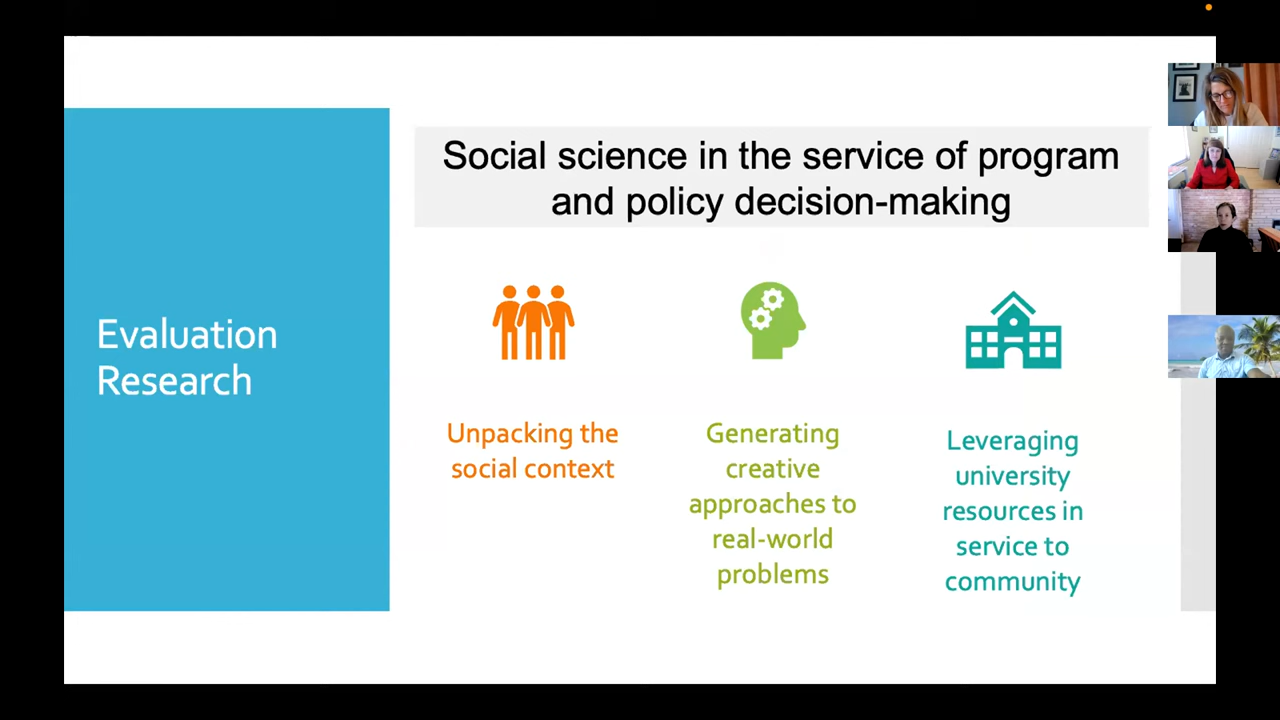 Evaluation
Research
Social science in the service of program
and policy decision-making
Unpacking the
social context
Generating
creative
approaches to
real-world
problems
Leveraging
university
resources in
service to
community